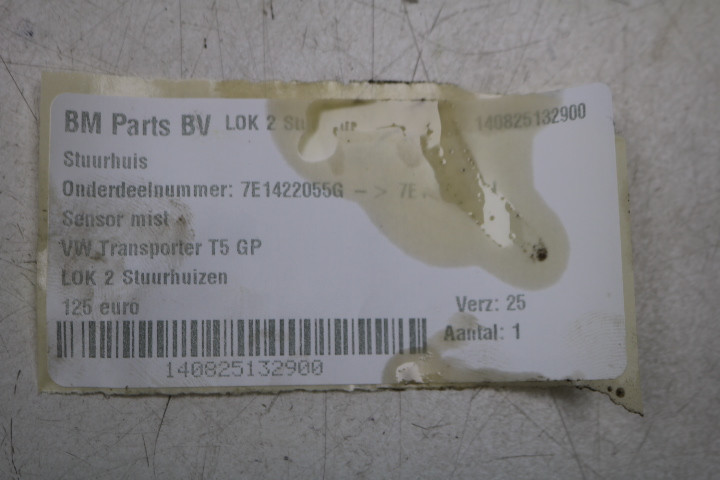 BM Parts BV LOK 2 140825132900
Stuurhuis
Onderdeelnummer: 7E1422055G -->
Sensor mist
VW Transporter T5 GP
LOK 2 Stuurhuizen
125 euro Verz: 25
Aantal: 1
140825132900